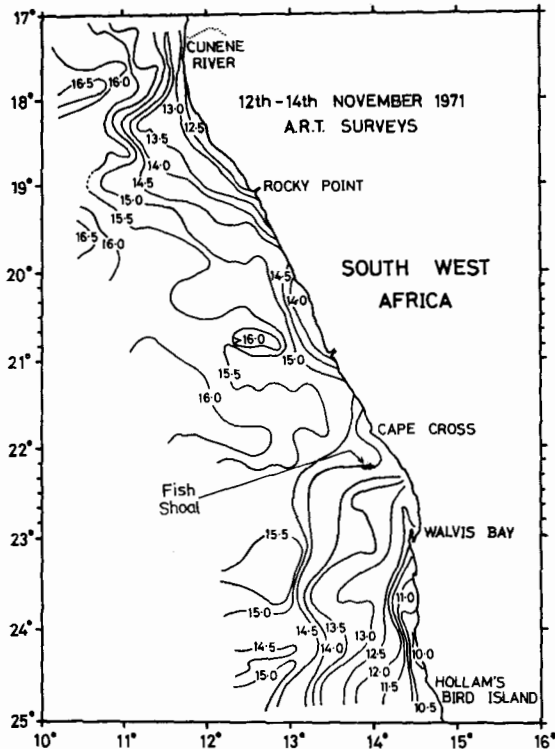 17°
CUNENE
RIVER
16·5
16·0
13·0
12·5
12th-14th NOVEMBER 1971
A.R.T. SURVEYS
18°
13·5
14·0
14·5
ROCKY POINT
19°
15·0
15·5
16·5
16·0
20°
14·5
14·0
SOUTH WEST
AFRICA
>16·0
15·0
21°
15·5
16·0
CAPE CROSS
22°
Fish
Shoal
WALVIS BAY
23°
15·5
11·0
15·0
14·5
13·5
13·0
24°
14·5
14·0
12·5
10·0
15·0
12·0
11·5
HOLLAM'S
BIRD ISLAND
10·5
25°
10° 11° 12° 13° 14° 15° 16°